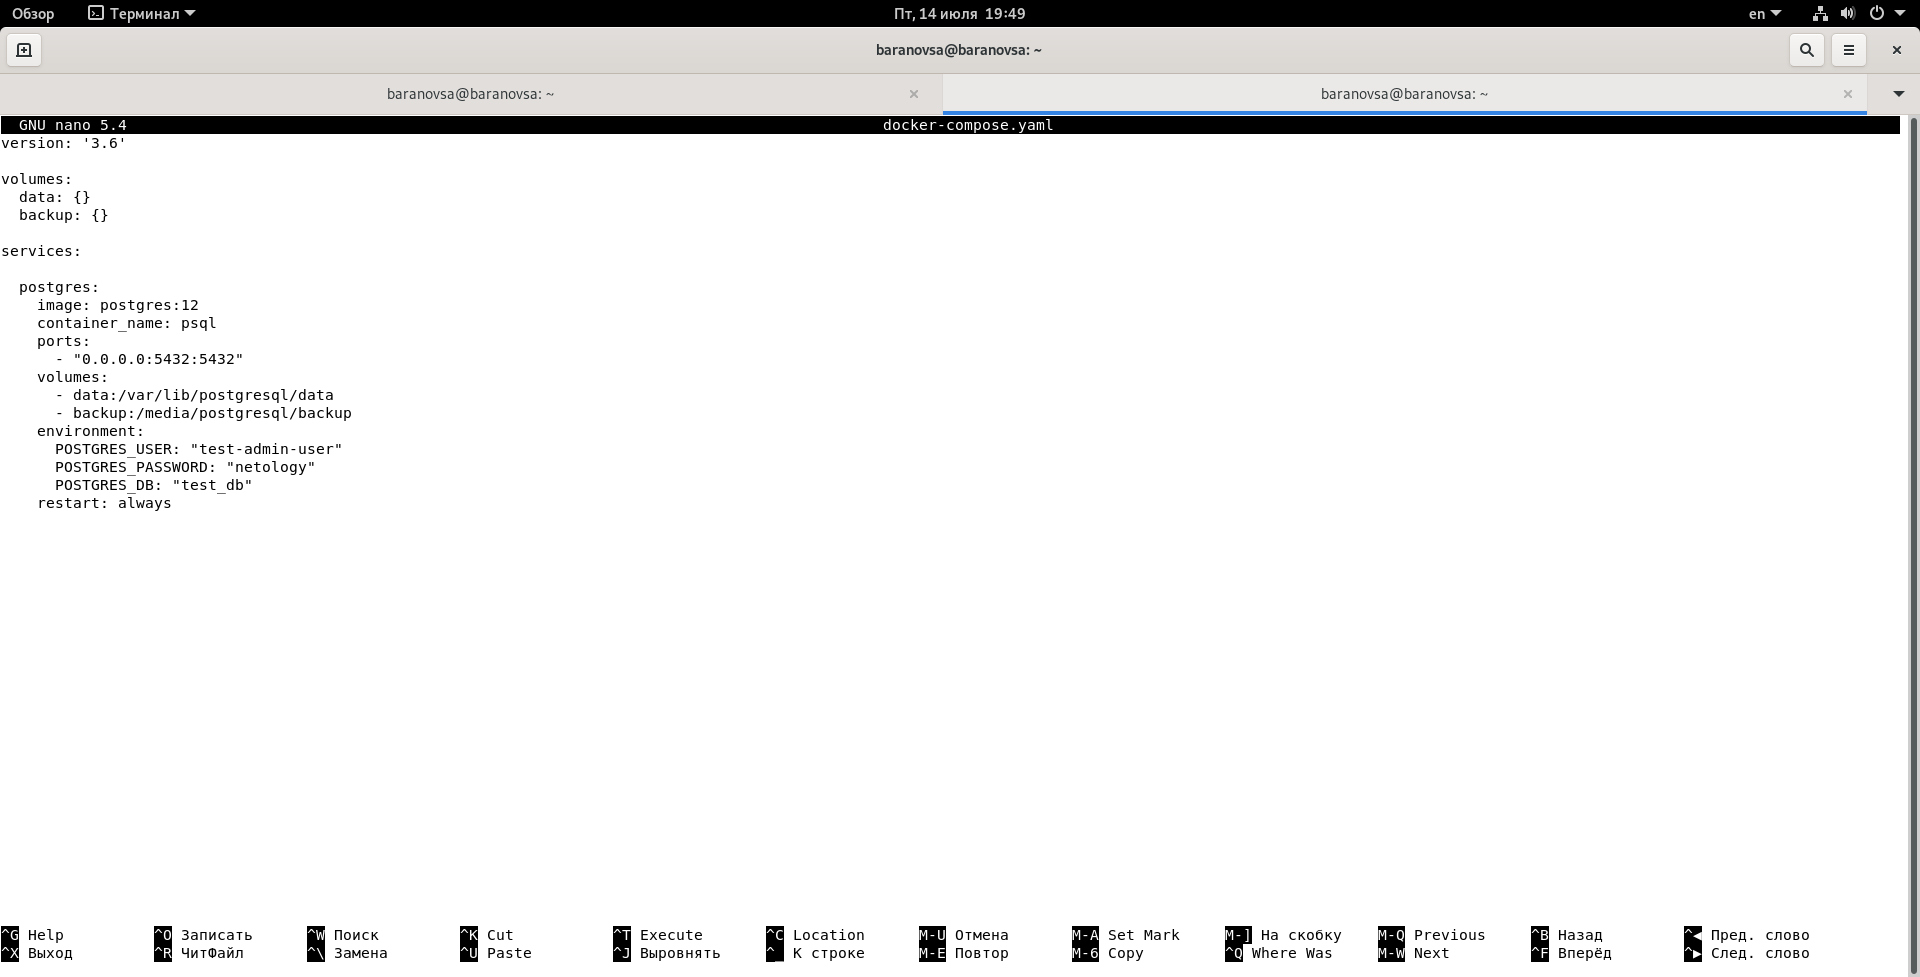 Обзор Терминал Пт, 14 июля 19:49 en
baranovsa@baranovsa: ~
baranovsa@baranovsa: ~ baranovsa@baranovsa: ~
GNU nano 5.4 docker-compose.yaml
version: '3.6'

volumes:
  data: {}
  backup: {}

services:

  postgres:
    image: postgres:12
    container_name: psql
    ports:
      - "0.0.0.0:5432:5432"
    volumes:
      - data:/var/lib/postgresql/data
      - backup:/media/postgresql/backup
    environment:
      POSTGRES_USER: "test-admin-user"
      POSTGRES_PASSWORD: "netology"
      POSTGRES_DB: "test_db"
    restart: always
^G Help ^O Записать ^W Поиск ^K Cut ^T Execute ^C Location M-U Отмена M-A Set Mark M-] На скобку M-Q Previous ^B Назад ^◂ Пред. слово
^X Выход ^R ЧитФайл ^\ Замена ^U Paste ^J Выровнять ^_ К строке M-E Повтор M-6 Copy ^Q Where Was M-W Next ^F Вперёд ^▸ След. слово